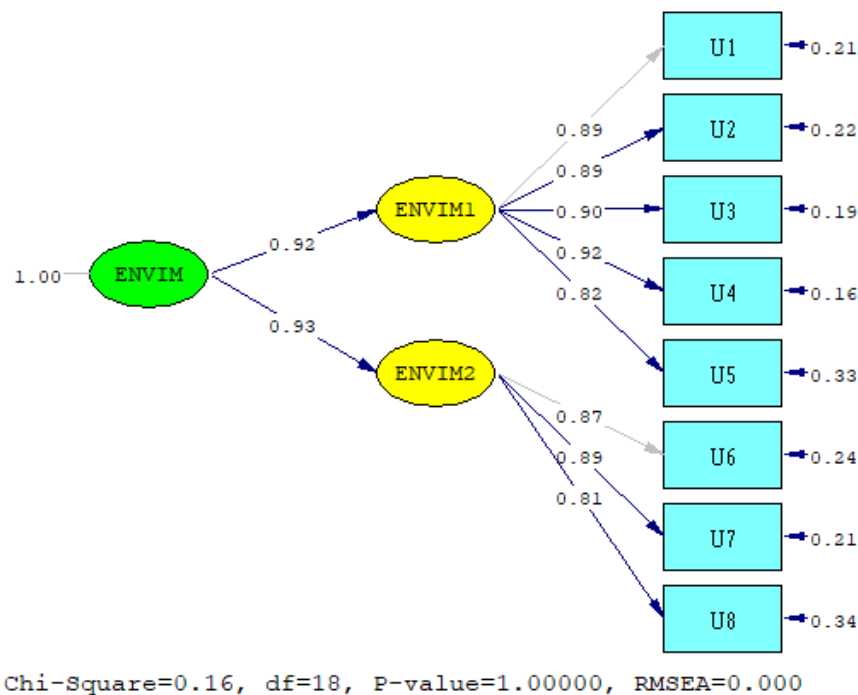 U1
0.21
0.89
U2
0.22
0.89
ENVIM1
0.90
U3
0.19
0.92
0.92
1.00
ENVIM
U4
0.16
0.82
0.93
ENVIM2
U5
0.33
0.87
0.89
U6
0.24
0.81
U7
0.21
U8
0.34
Chi-Square=0.16, df=18, P-value=1.00000, RMSEA=0.000